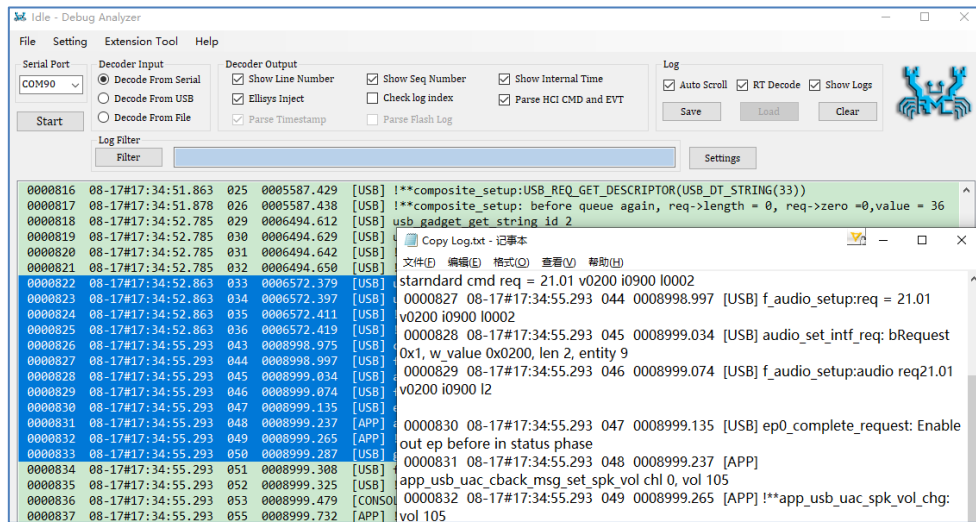 Idle - Debug Analyzer
File Setting Extension Tool Help
Serial Port
COM90
Start
Decoder Input
Decode From Serial
Decode From USB
Decode From File
Decoder Output
Show Line Number
Show Seq Number
Show Internal Time
Ellisys Inject
Check log index
Parse HCI CMD and EVT
Parse Timestamp
Parse Flash Log
Log
Auto Scroll
RT Decode
Show Logs
Save
Load
Clear
Log Filter
Filter
Settings
0000816 08-17#17:34:51.863 025 0005587.429 [USB] !**composite_setup:USB_REQ_GET_DESCRIPTOR(USB_DT_STRING(33))
0000817 08-17#17:34:51.878 026 0005587.438 [USB] !**composite_setup: before queue again, req->length = 0, req->zero =0,value = 36
0000818 08-17#17:34:52.785 029 0006494.612 [USB] usb_gadget_get_string id 2
0000819 08-17#17:34:52.785 030 0006494.629 [USB]
0000820 08-17#17:34:52.785 031 0006494.642 [USB]
0000821 08-17#17:34:52.785 032 0006494.650 [USB]
0000822 08-17#17:34:52.863 033 0006572.379 [USB]
0000823 08-17#17:34:52.863 034 0006572.397 [USB]
0000824 08-17#17:34:52.863 035 0006572.411 [USB]
0000825 08-17#17:34:52.863 036 0006572.419 [USB]
0000826 08-17#17:34:55.293 043 0008998.975 [USB]
0000827 08-17#17:34:55.293 044 0008998.997 [USB]
0000828 08-17#17:34:55.293 045 0008999.034 [USB]
0000829 08-17#17:34:55.293 046 0008999.074 [USB]
0000830 08-17#17:34:55.293 047 0008999.135 [USB]
0000831 08-17#17:34:55.293 048 0008999.237 [APP]
0000832 08-17#17:34:55.293 049 0008999.265 [APP]
0000833 08-17#17:34:55.293 050 0008999.287 [USB]
0000834 08-17#17:34:55.293 051 0008999.308 [USB]
0000835 08-17#17:34:55.293 052 0008999.325 [USB]
0000836 08-17#17:34:55.293 053 0008999.479 [CONSOL
0000837 08-17#17:34:55.293 055 0008999.732 [APP]
Copy Log.txt - 记事本
文件(F) 编辑(E) 格式(O) 查看(V) 帮助(H)
starndard cmd req = 21.01 v0200 i0900 l0002
0000827 08-17#17:34:55.293 044 0008998.997 [USB] f_audio_setup:req = 21.01
v0200 i0900 l0002
0000828 08-17#17:34:55.293 045 0008999.034 [USB] audio_set_intf_req: bRequest
0x1, w_value 0x0200, len 2, entity 9
0000829 08-17#17:34:55.293 046 0008999.074 [USB] f_audio_setup:audio req21.01
v0200 i0900 l2
0000830 08-17#17:34:55.293 047 0008999.135 [USB] ep0_complete_request: Enable
out ep before in status phase
0000831 08-17#17:34:55.293 048 0008999.237 [APP]
app_usb_uac_cback_msg_set_spk_vol chl 0, vol 105
0000832 08-17#17:34:55.293 049 0008999.265 [APP] !**app_usb_uac_spk_vol_chg:
vol 105